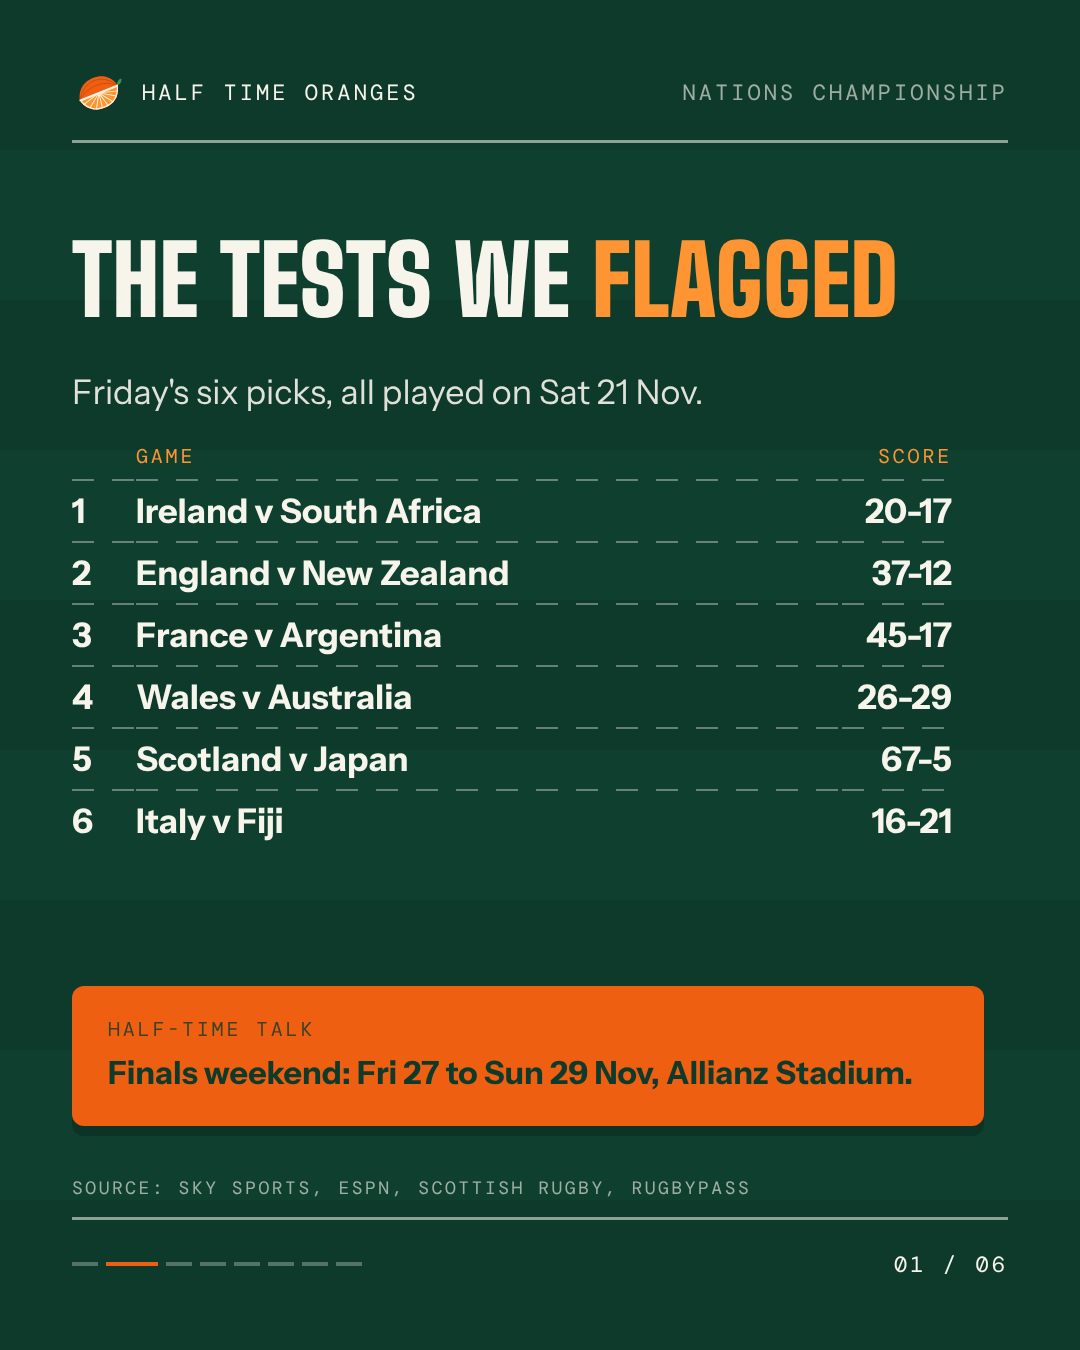 HALF TIME ORANGES
NATIONS CHAMPIONSHIP
THE TESTS WE FLAGGED
Friday's six picks, all played on Sat 21 Nov.
GAME SCORE
1 Ireland v South Africa 20-17
2 England v New Zealand 37-12
3 France v Argentina 45-17
4 Wales v Australia 26-29
5 Scotland v Japan 67-5
6 Italy v Fiji 16-21
HALF-TIME TALK
Finals weekend: Fri 27 to Sun 29 Nov, Allianz Stadium.
SOURCE: SKY SPORTS, ESPN, SCOTTISH RUGBY, RUGBYPASS
01 / 06